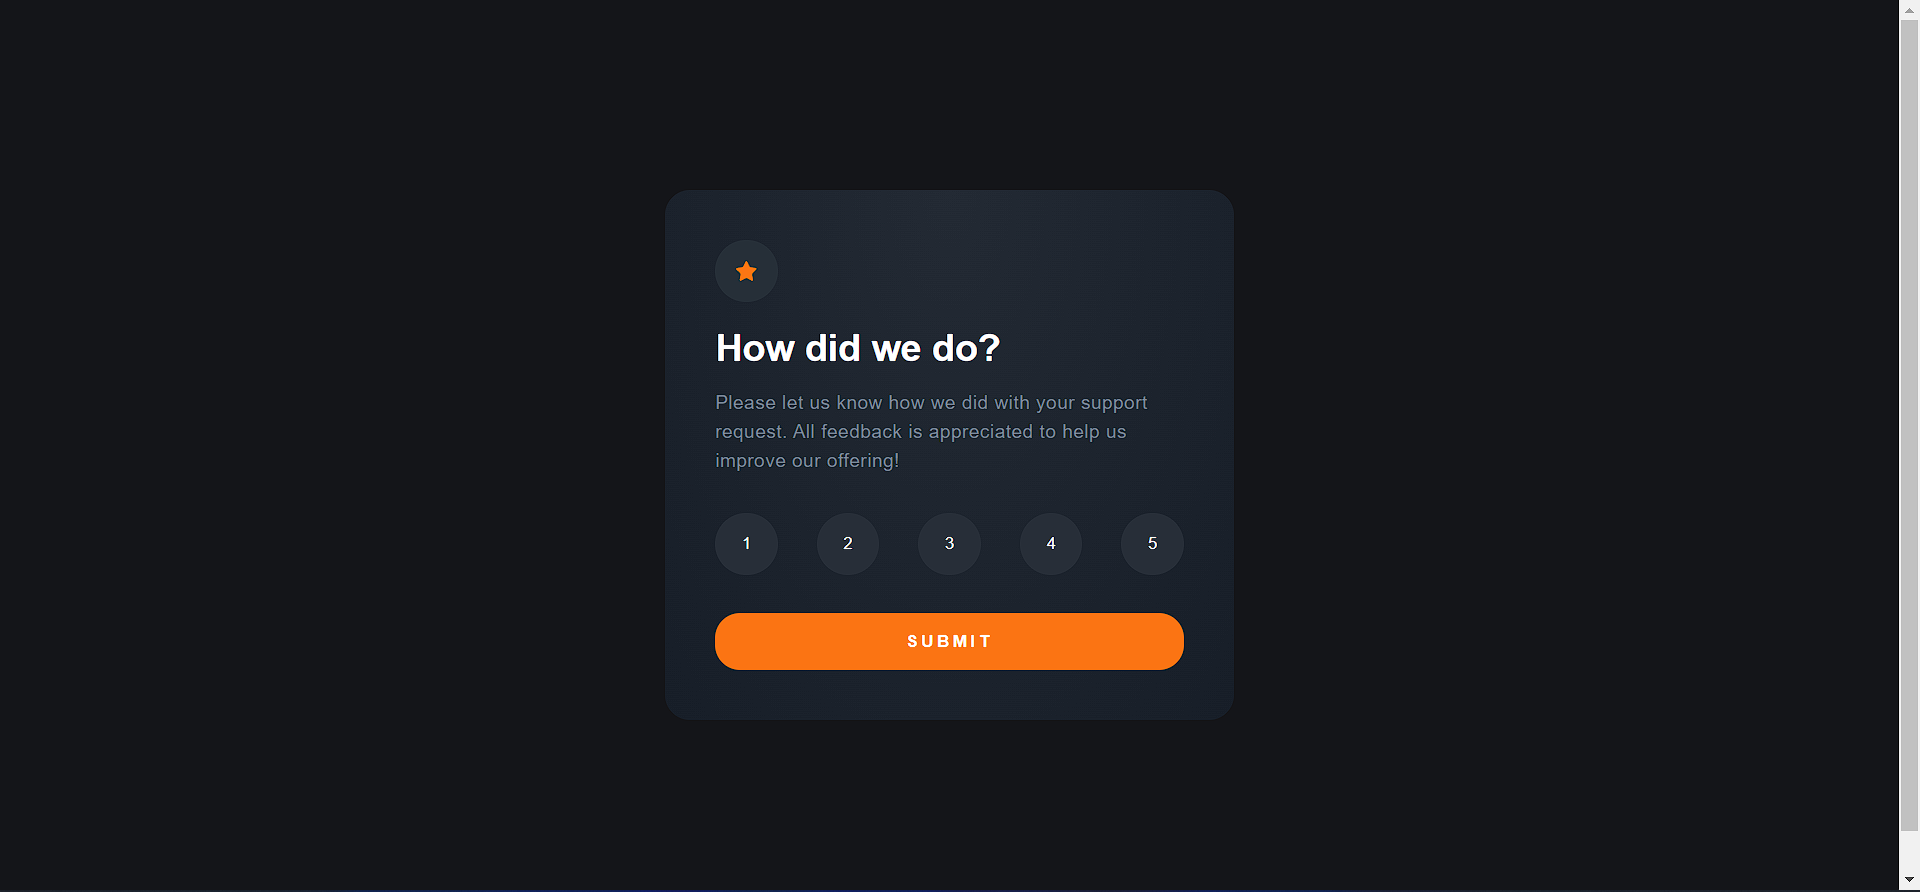 How did we do?
Please let us know how we did with your support
request. All feedback is appreciated to help us
improve our offering!
1 2 3 4 5
SUBMIT